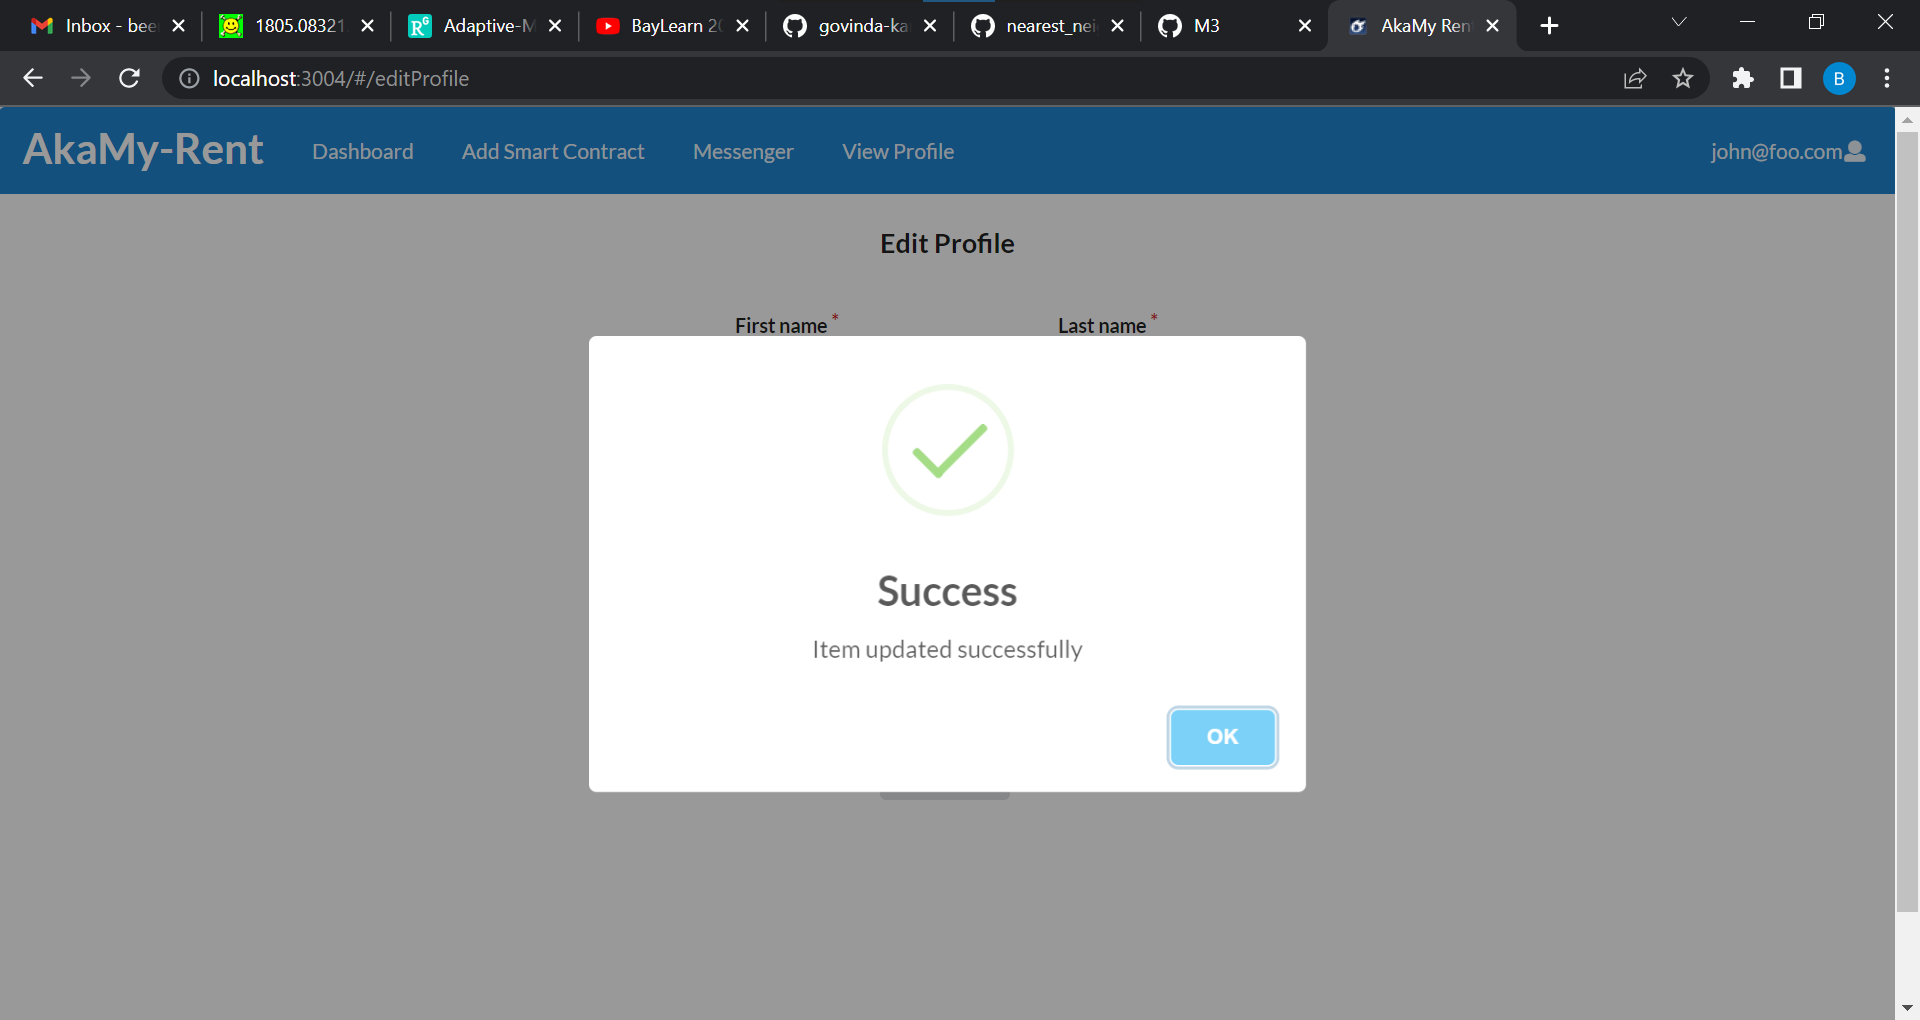 Inbox - bee
1805.08321
Adaptive-M
BayLearn 20
govinda-ka
nearest_nei
M3
AkaMy Ren
localhost:3004/#/editProfile
B
AkaMy-Rent
Dashboard
Add Smart Contract
Messenger
View Profile
john@foo.com
Edit Profile
First name *
Last name *
Success
Item updated successfully
OK